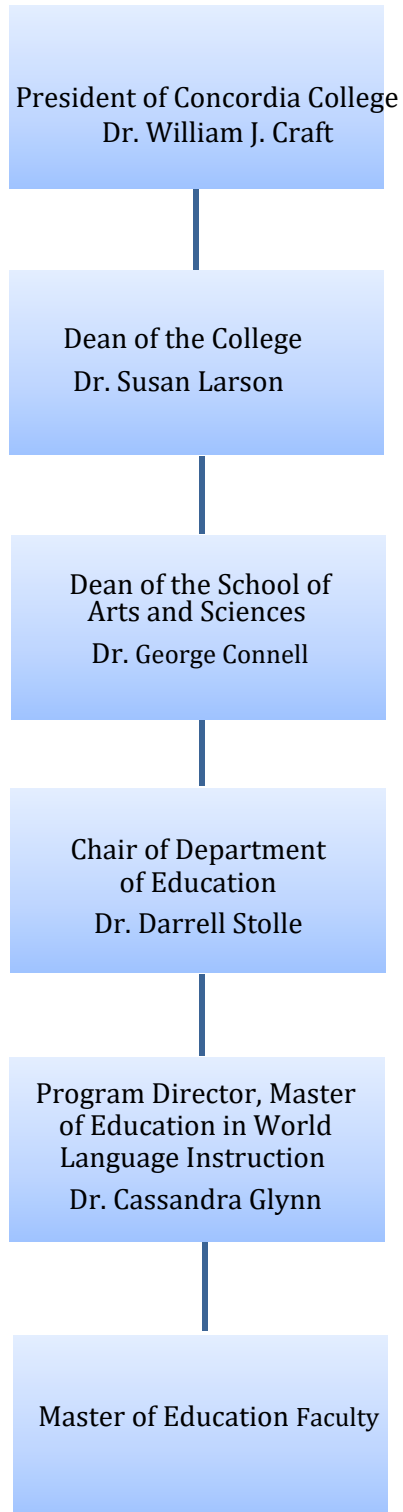 President of Concordia College
Dr. William J. Craft
Dean of the College
Dr. Susan Larson
Dean of the School of
Arts and Sciences
Dr. George Connell
Chair of Department
of Education
Dr. Darrell Stolle
Program Director, Master
of Education in World
Language Instruction
Dr. Cassandra Glynn
Master of Education Faculty